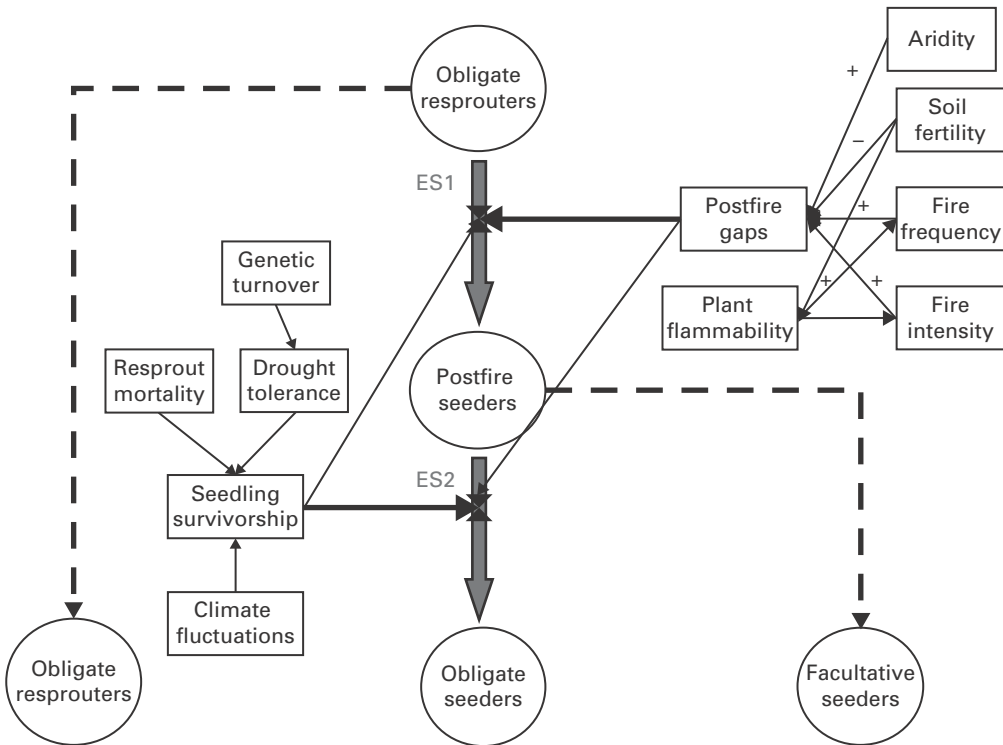 Obligate
resprouters
Aridity
+
Soil
fertility
−
ES1
Postfire
gaps
+
Fire
frequency
Genetic
turnover
+
+
Plant
flammability
Fire
intensity
Resprout
mortality
Drought
tolerance
Postfire
seeders
ES2
Seedling
survivorship
Climate
fluctuations
Obligate
resprouters
Obligate
seeders
Facultative
seeders